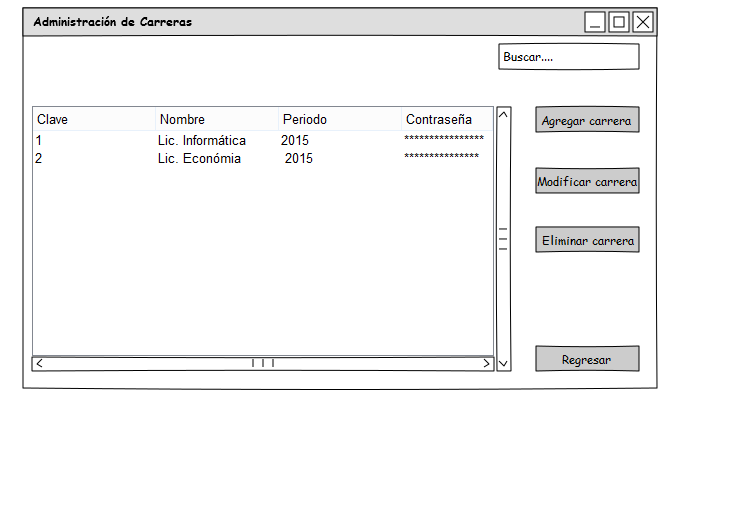 Administración de Carreras
Buscar....
Clave Nombre Periodo Contraseña
1 Lic. Informática 2015 ****************
2 Lic. Económia 2015 ***************
Agregar carrera
Modificar carrera
Eliminar carrera
Regresar